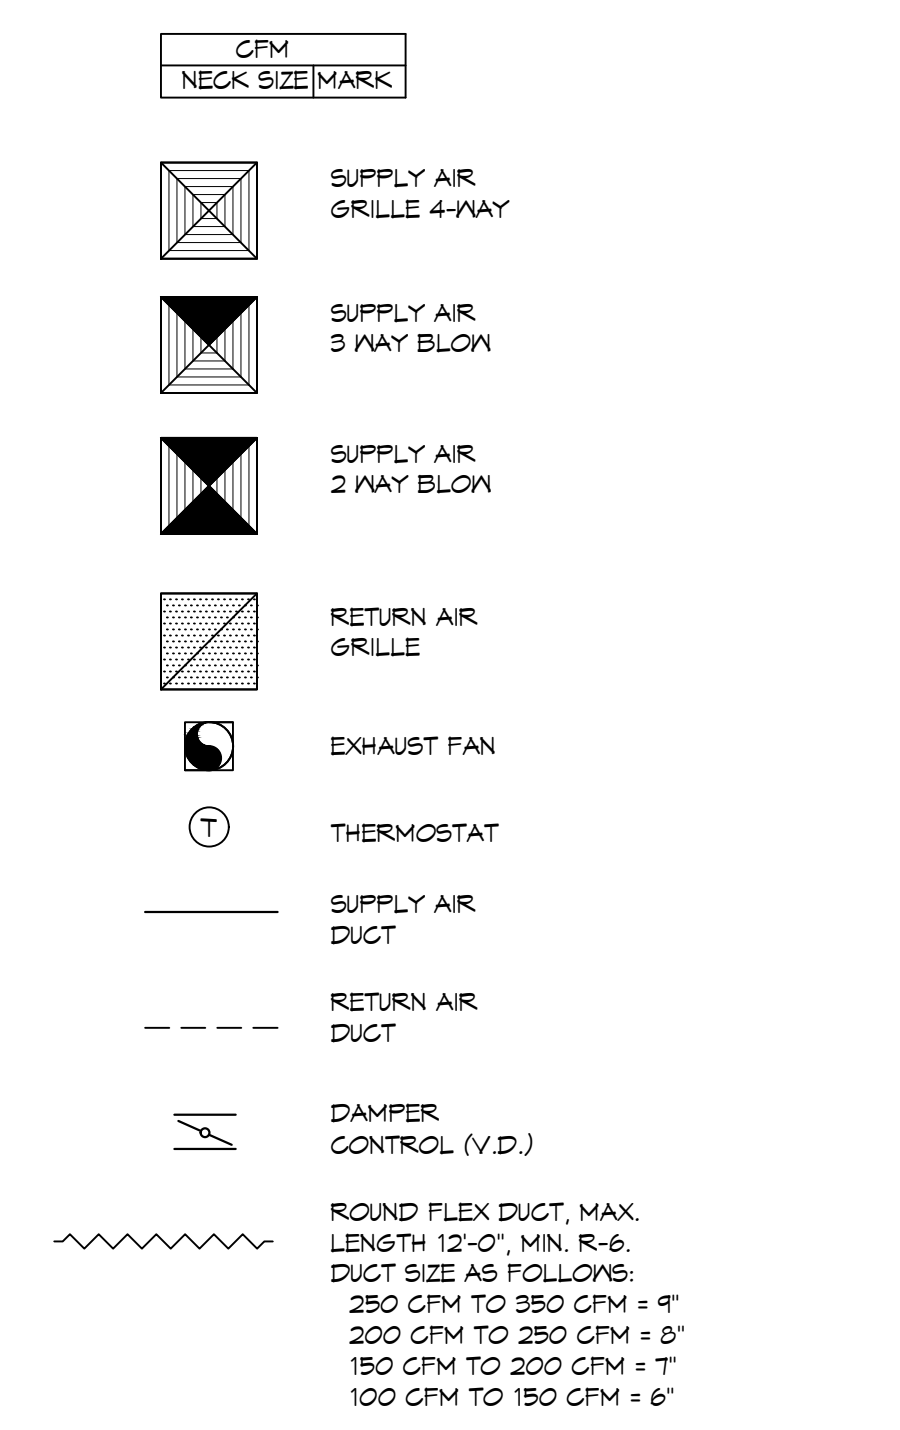 CFM
NECK SIZE MARK
SUPPLY AIR
GRILLE 4-WAY
SUPPLY AIR
3 WAY BLOW
SUPPLY AIR
2 WAY BLOW
RETURN AIR
GRILLE
EXHAUST FAN
T
THERMOSTAT
SUPPLY AIR
DUCT
RETURN AIR
DUCT
DAMPER
CONTROL (V.D.)
ROUND FLEX DUCT, MAX.
LENGTH 12'-0", MIN. R-6.
DUCT SIZE AS FOLLOWS:
250 CFM TO 350 CFM = 9"
200 CFM TO 250 CFM = 8"
150 CFM TO 200 CFM = 7"
100 CFM TO 150 CFM = 6"